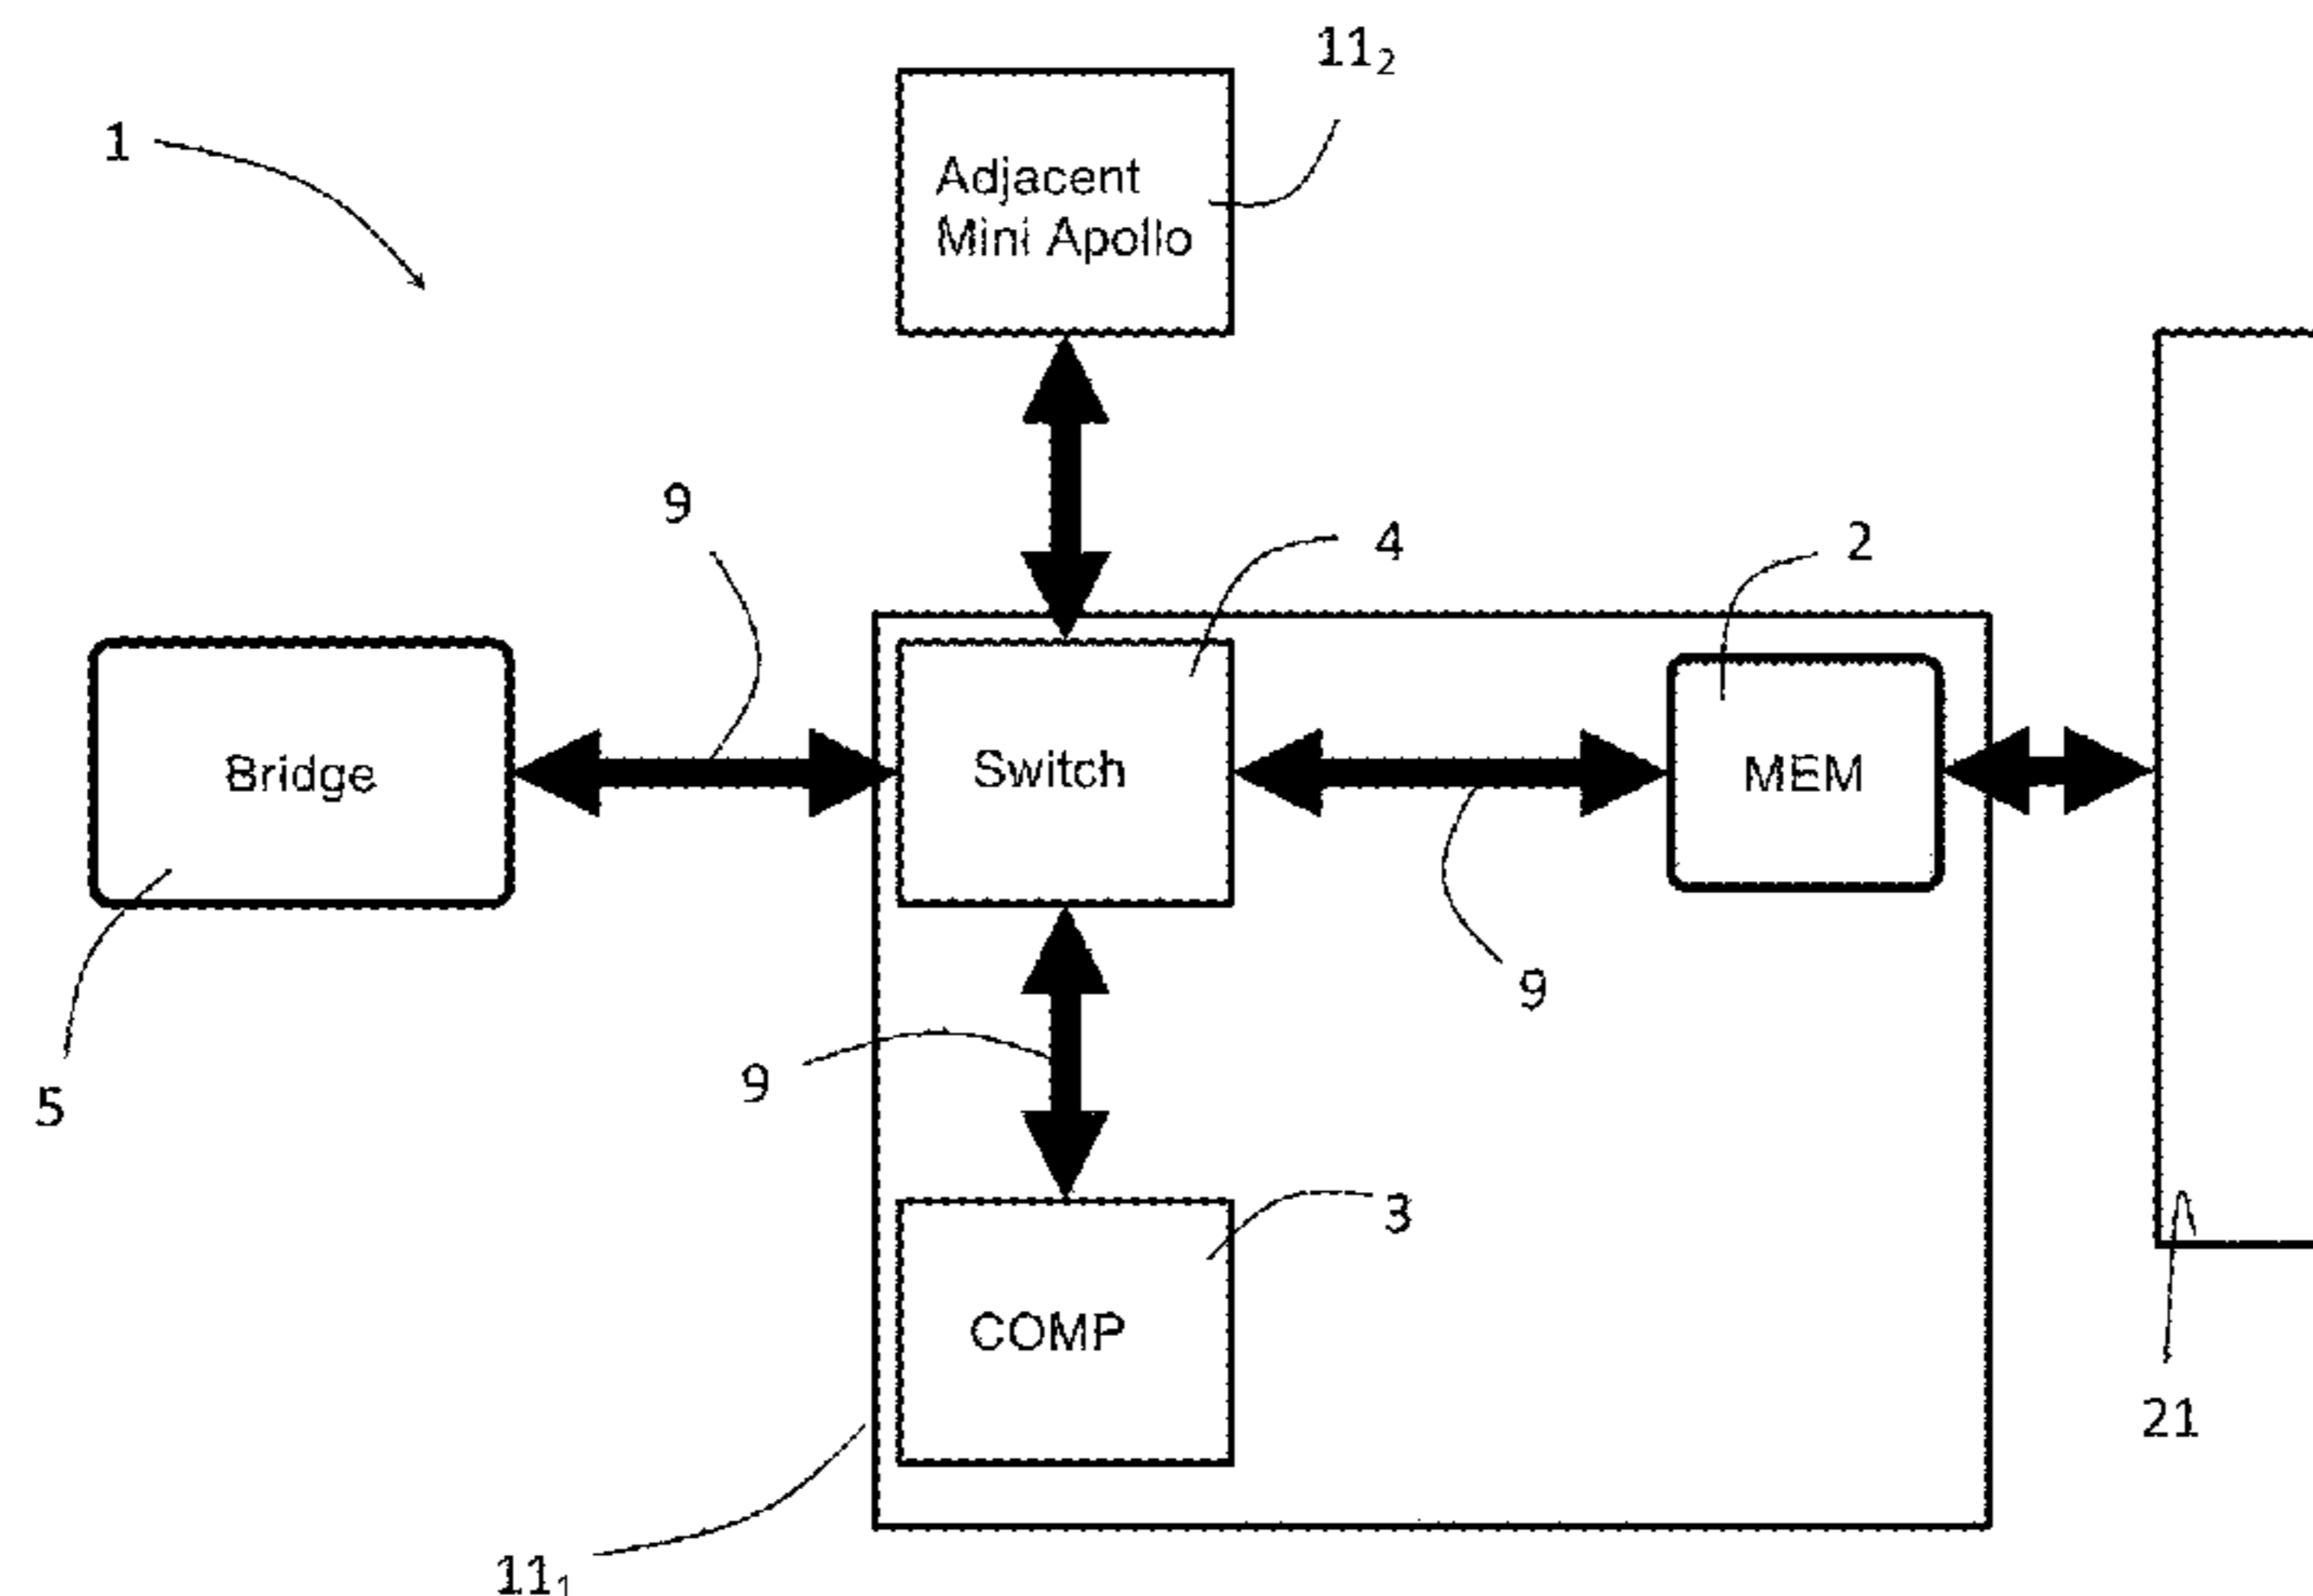 11₂
1
Adjacent
Mini Apollo
9
4
2
Bridge
Switch
MEM
9
9
5
3
COMP
21
11₁